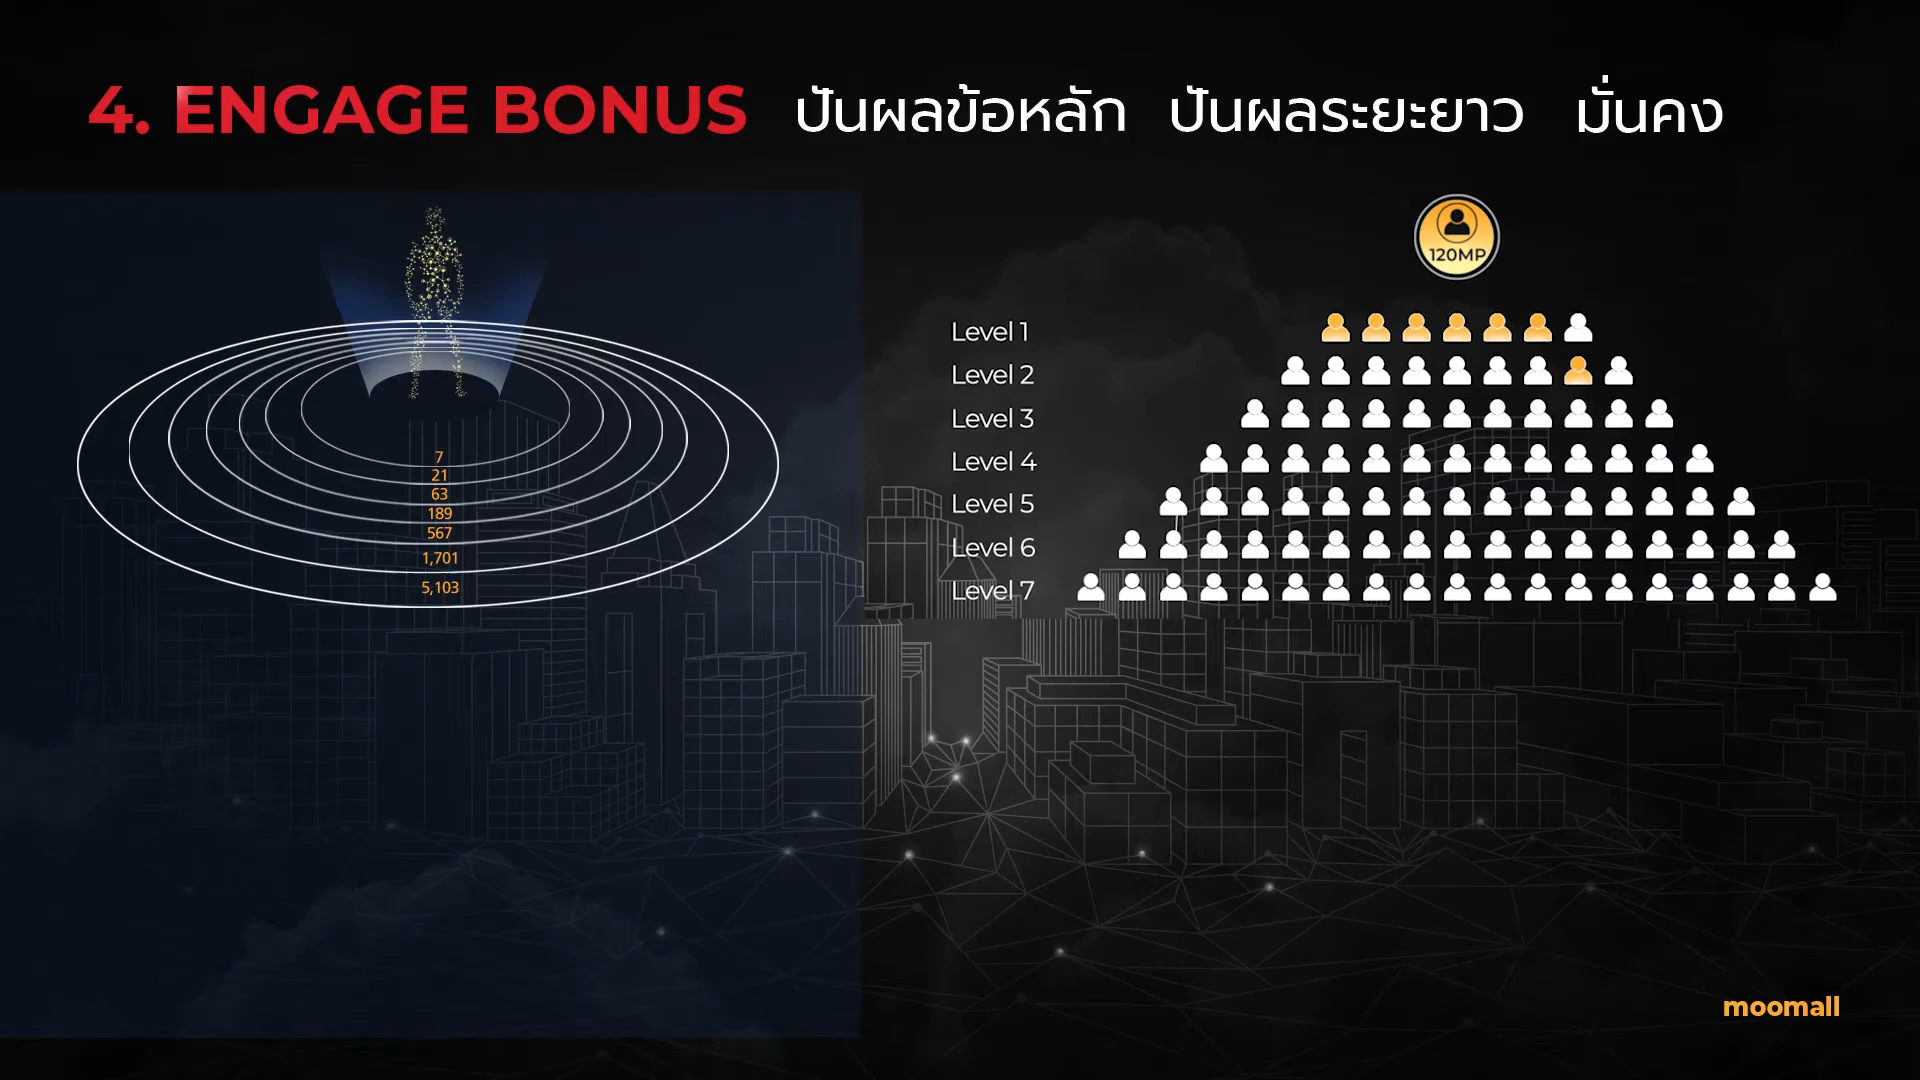 4. ENGAGE BONUS ปันผลข้อหลัก ปันผลระยะยาว มั่นคง
120MP
7
21
63
189
567
1,701
5,103
Level 1
Level 2
Level 3
Level 4
Level 5
Level 6
Level 7
moomall